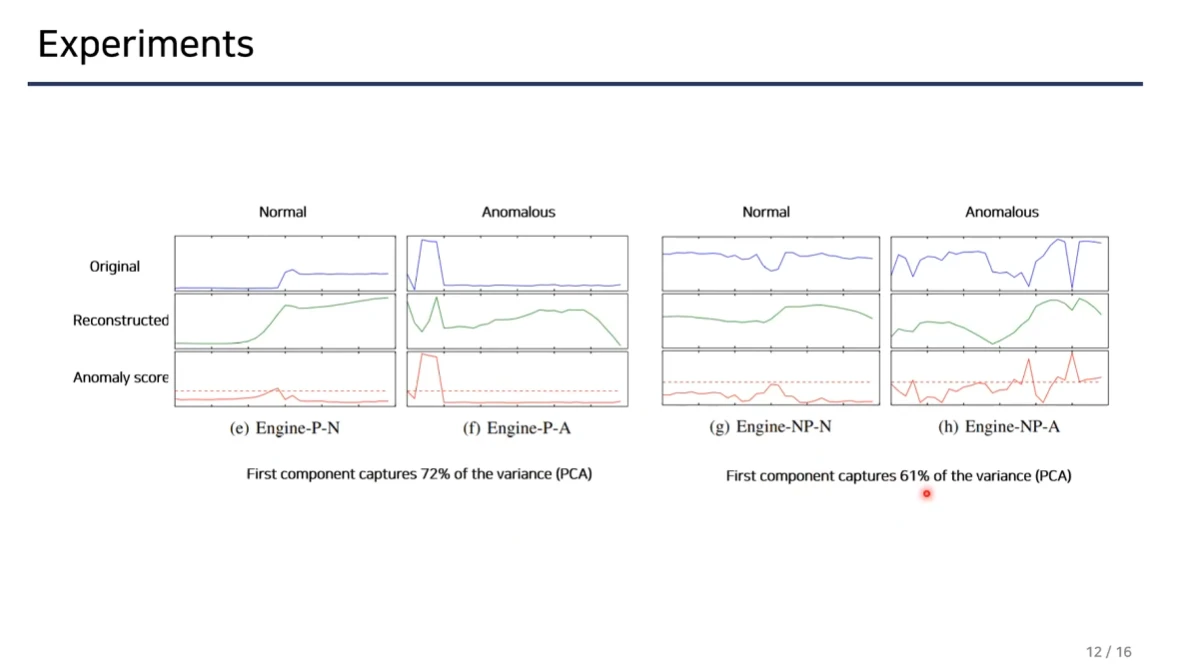 Experiments
Normal
Anomalous
Normal
Anomalous
Original
Reconstructed
Anomaly score
(e) Engine-P-N
(f) Engine-P-A
(g) Engine-NP-N
(h) Engine-NP-A
First component captures 72% of the variance (PCA)
First component captures 61% of the variance (PCA)
12 / 16